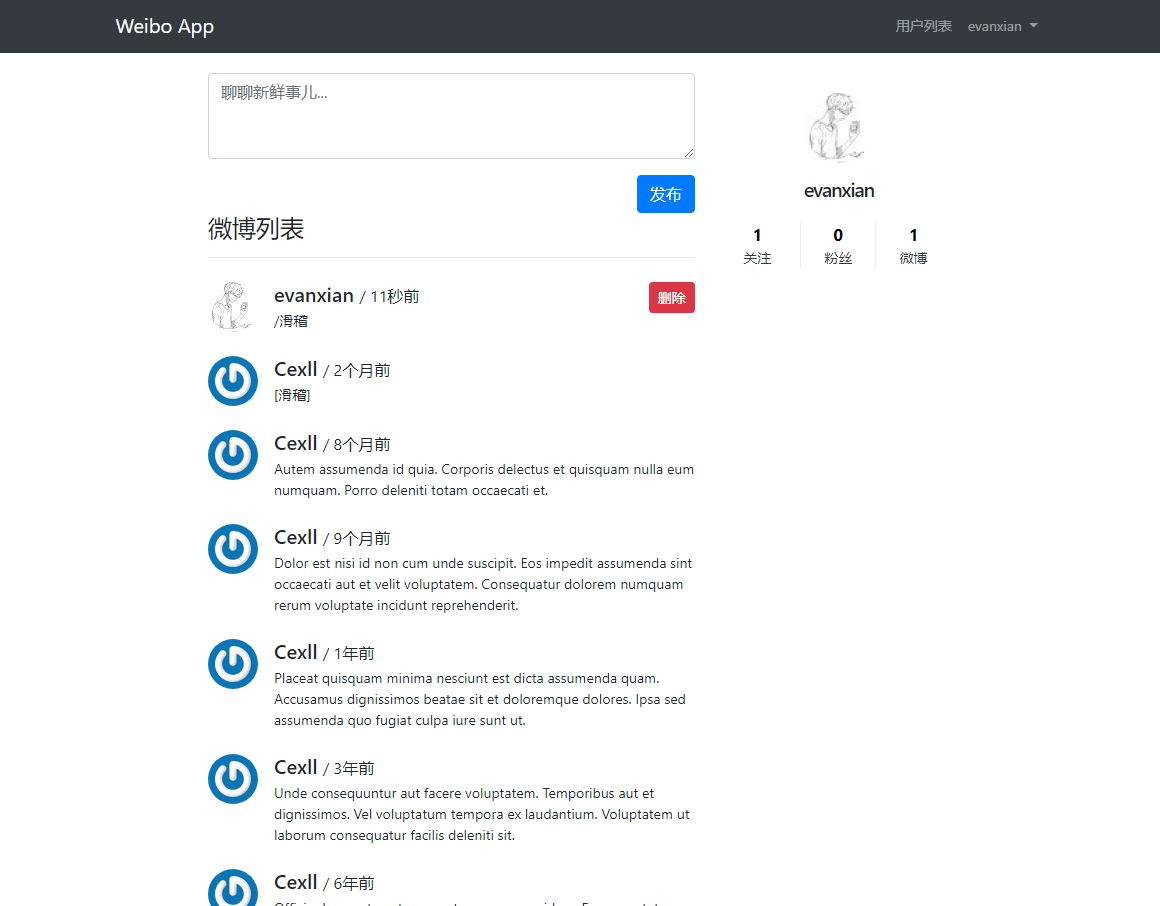 Weibo App
用户列表
evanxian
聊聊新鲜事儿...
发布
evanxian
1
关注
0
粉丝
1
微博
微博列表
evanxian / 11秒前
删除
/滑稽
Cexll / 2个月前
[滑稽]
Cexll / 8个月前
Autem assumenda id quia. Corporis delectus et quisquam nulla eum
numquam. Porro deleniti totam occaecati et.
Cexll / 9个月前
Dolor est nisi id non cum unde suscipit. Eos impedit assumenda sint
occaecati aut et velit voluptatem. Consequatur dolorem numquam
rerum voluptate incidunt reprehenderit.
Cexll / 1年前
Placeat quisquam minima nesciunt est dicta assumenda quam.
Accusamus dignissimos beatae sit et doloremque dolores. Ipsa sed
assumenda quo fugiat culpa iure sunt ut.
Cexll / 3年前
Unde consequuntur aut facere voluptatem. Temporibus aut et
dignissimos. Vel voluptatum tempora ex laudantium. Voluptatem ut
laborum consequatur facilis deleniti sit.
Cexll / 6年前